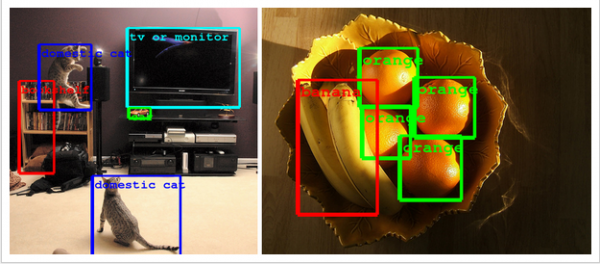 tv or monitor
domestic cat
bookshelf
domestic cat
orange
banana
orange
orange
orange